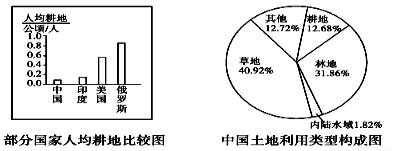 人均耕地
公顷/人
1.0
0.8
0.6
0.4
0.2
0.0
中国
印度
美国
俄罗斯
部分国家人均耕地比较图
其他
12.72%
耕地
12.68%
草地
40.92%
林地
31.86%
内陆水域1.82%
中国土地利用类型构成图